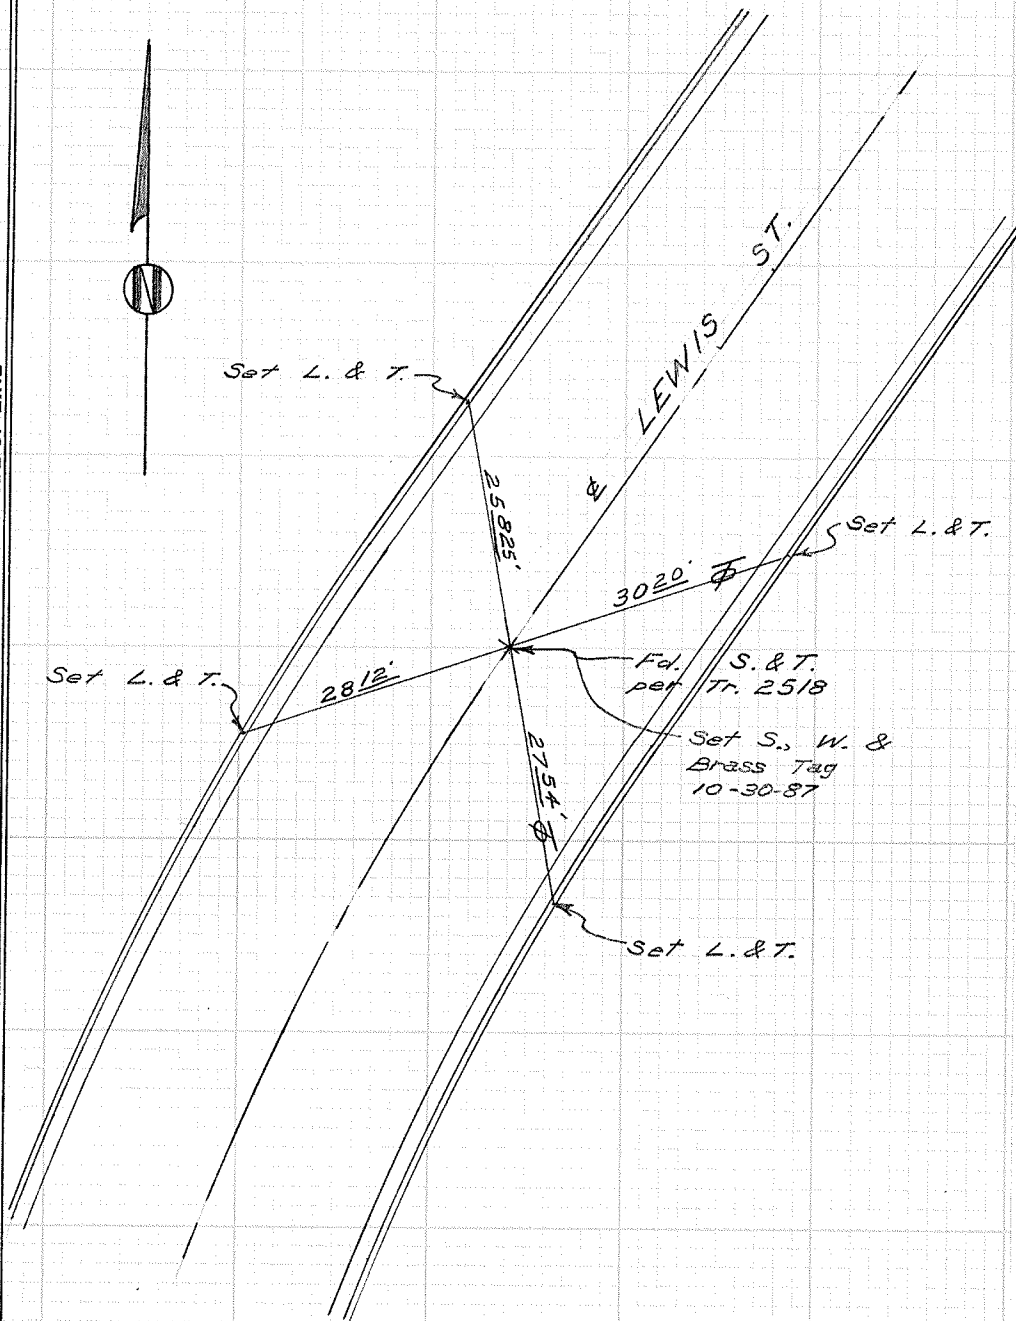 N
LEWIS ST.
℄
Set L. & T.
25.825'
Set L. & T.
30.20'
Set L. & T.
28.12'
Fd. S. & T.
per Tr. 2518
Set S., W. &
Brass Tag
10-30-87
27.54'
Set L. & T.